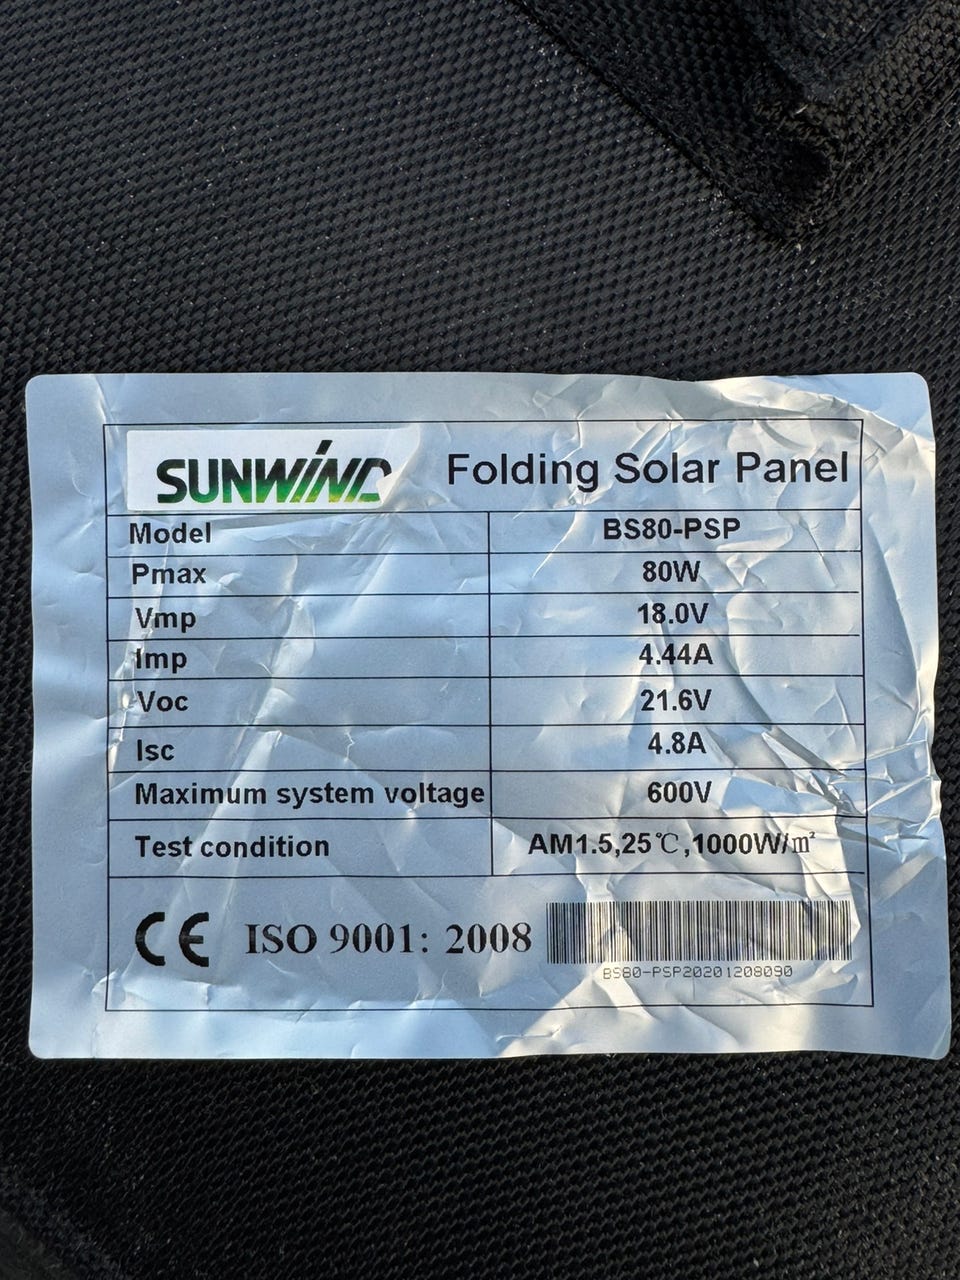 SUNWIND Folding Solar Panel
Model BS80-PSP
Pmax 80W
Vmp 18.0V
Imp 4.44A
Voc 21.6V
Isc 4.8A
Maximum system voltage 600V
Test condition AM1.5,25℃,1000W/㎡
CE ISO 9001: 2008
BS80-PSP20201208090